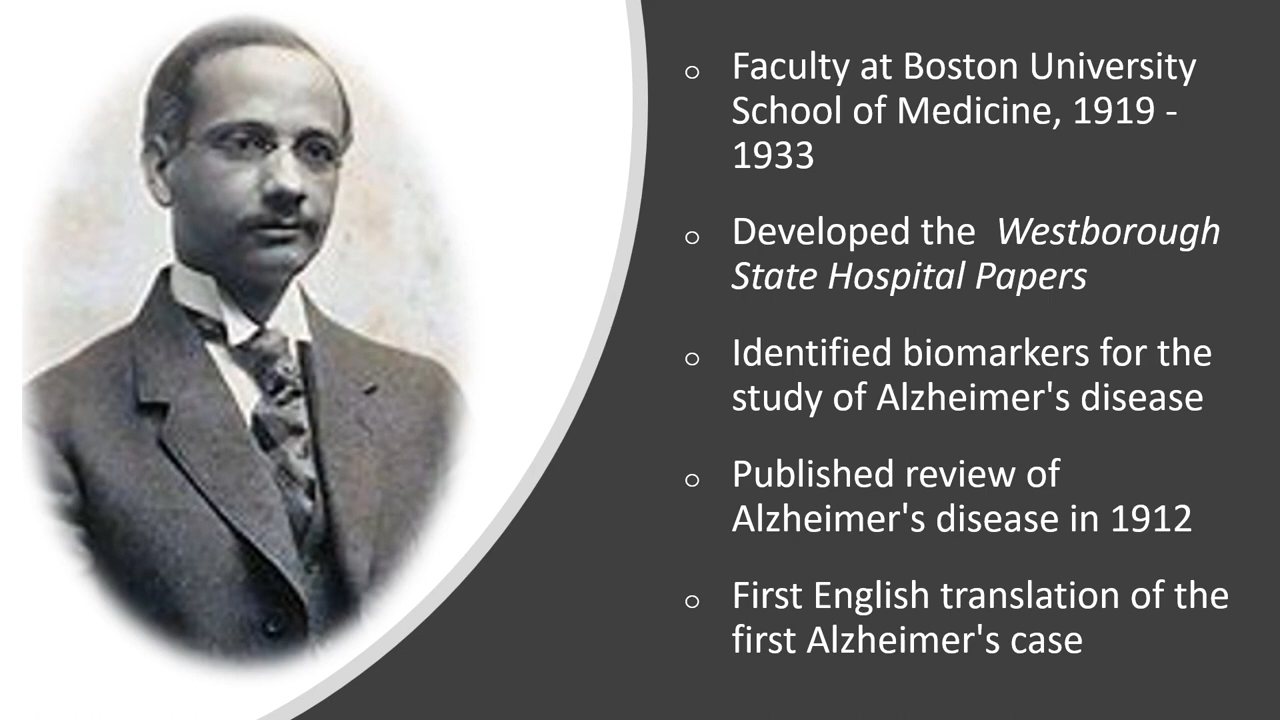 Faculty at Boston University
School of Medicine, 1919 -
1933
Developed the Westborough
State Hospital Papers
Identified biomarkers for the
study of Alzheimer's disease
Published review of
Alzheimer's disease in 1912
First English translation of the
first Alzheimer's case